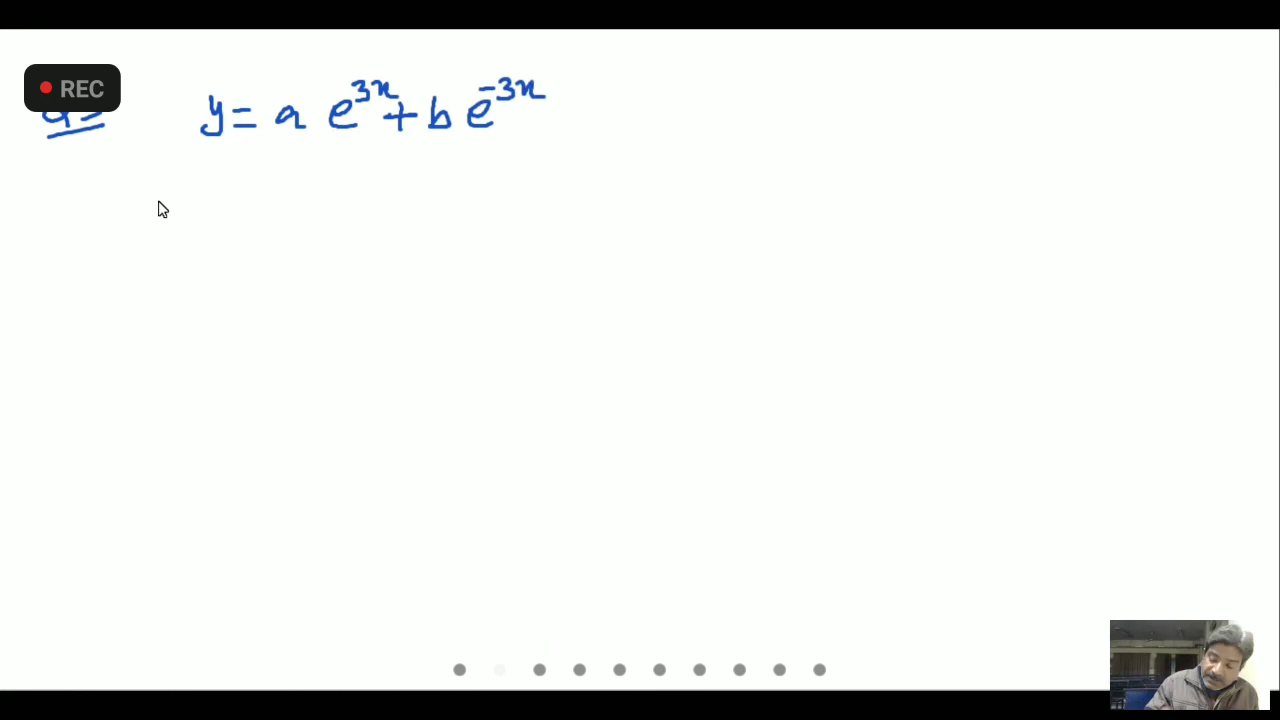 REC
y = a e^{3x} + b e^{-3x}